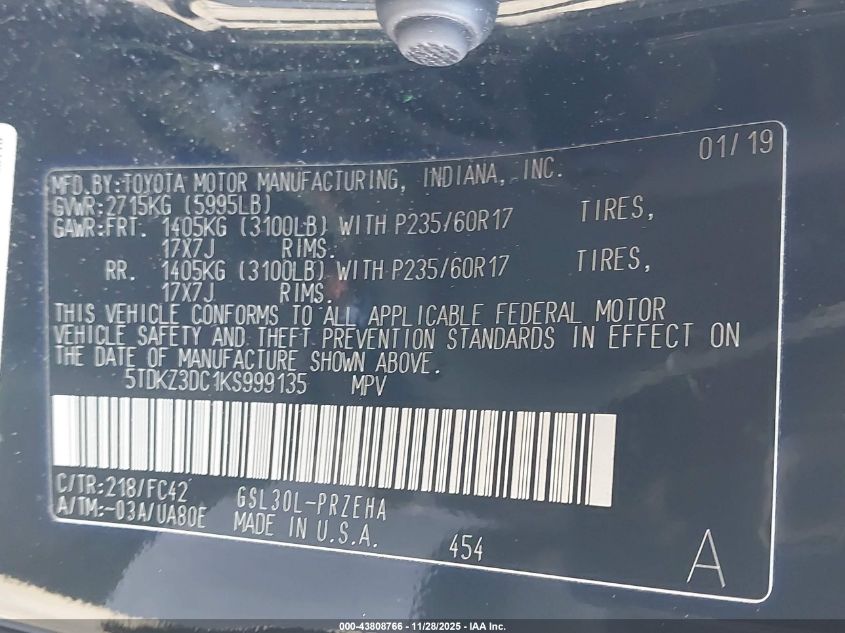 01/19
MFD.BY:TOYOTA MOTOR MANUFACTURING, INDIANA, INC.
GVWR:2715KG (5995LB)
GAWR:FRT. 1405KG (3100LB) WITH P235/60R17 TIRES,
17X7J RIMS.
RR. 1405KG (3100LB) WITH P235/60R17 TIRES,
17X7J RIMS.
THIS VEHICLE CONFORMS TO ALL APPLICABLE FEDERAL MOTOR
VEHICLE SAFETY AND THEFT PREVENTION STANDARDS IN EFFECT ON
THE DATE OF MANUFACTURE SHOWN ABOVE.
5TDKZ3DC1KS999135 MPV
C/TR:218/FC42 GSL30L-PRZEHA
A/TM:-03A/UA80E MADE IN U.S.A.
454 A
000-43808766 - 11/28/2025 - IAA Inc.